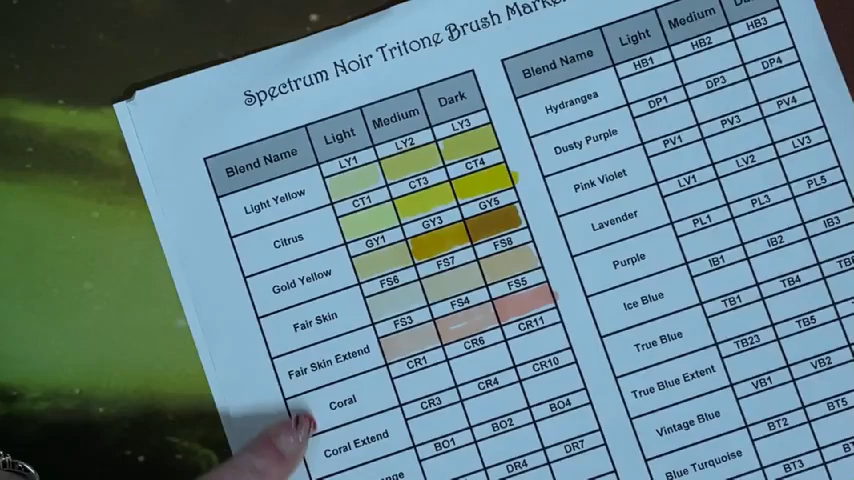 Spectrum Noir Tritone Brush Marker
Blend Name Light Medium Dark
Light Yellow LY1 LY2 LY3
Citrus CT1 CT3 CT4
Gold Yellow GY1 GY3 GY5
Fair Skin FS6 FS7 FS8
Fair Skin Extend FS3 FS4 FS5
Coral CR1 CR6 CR11
Coral Extend CR3 CR4 CR10
BO1 BO2 BO4
DR4 DR7
Blend Name Light Medium
Hydrangea HB1 HB2 HB3
Dusty Purple DP1 DP3 DP4
Pink Violet PV1 PV3 PV4
Lavender LV1 LV2 LV3
Purple PL1 PL3 PL5
Ice Blue IB1 IB2 IB3
True Blue TB1 TB4
True Blue Extent TB23 TB5
Vintage Blue VB1 VB2
Blue Turquoise BT2 BT5
BT3